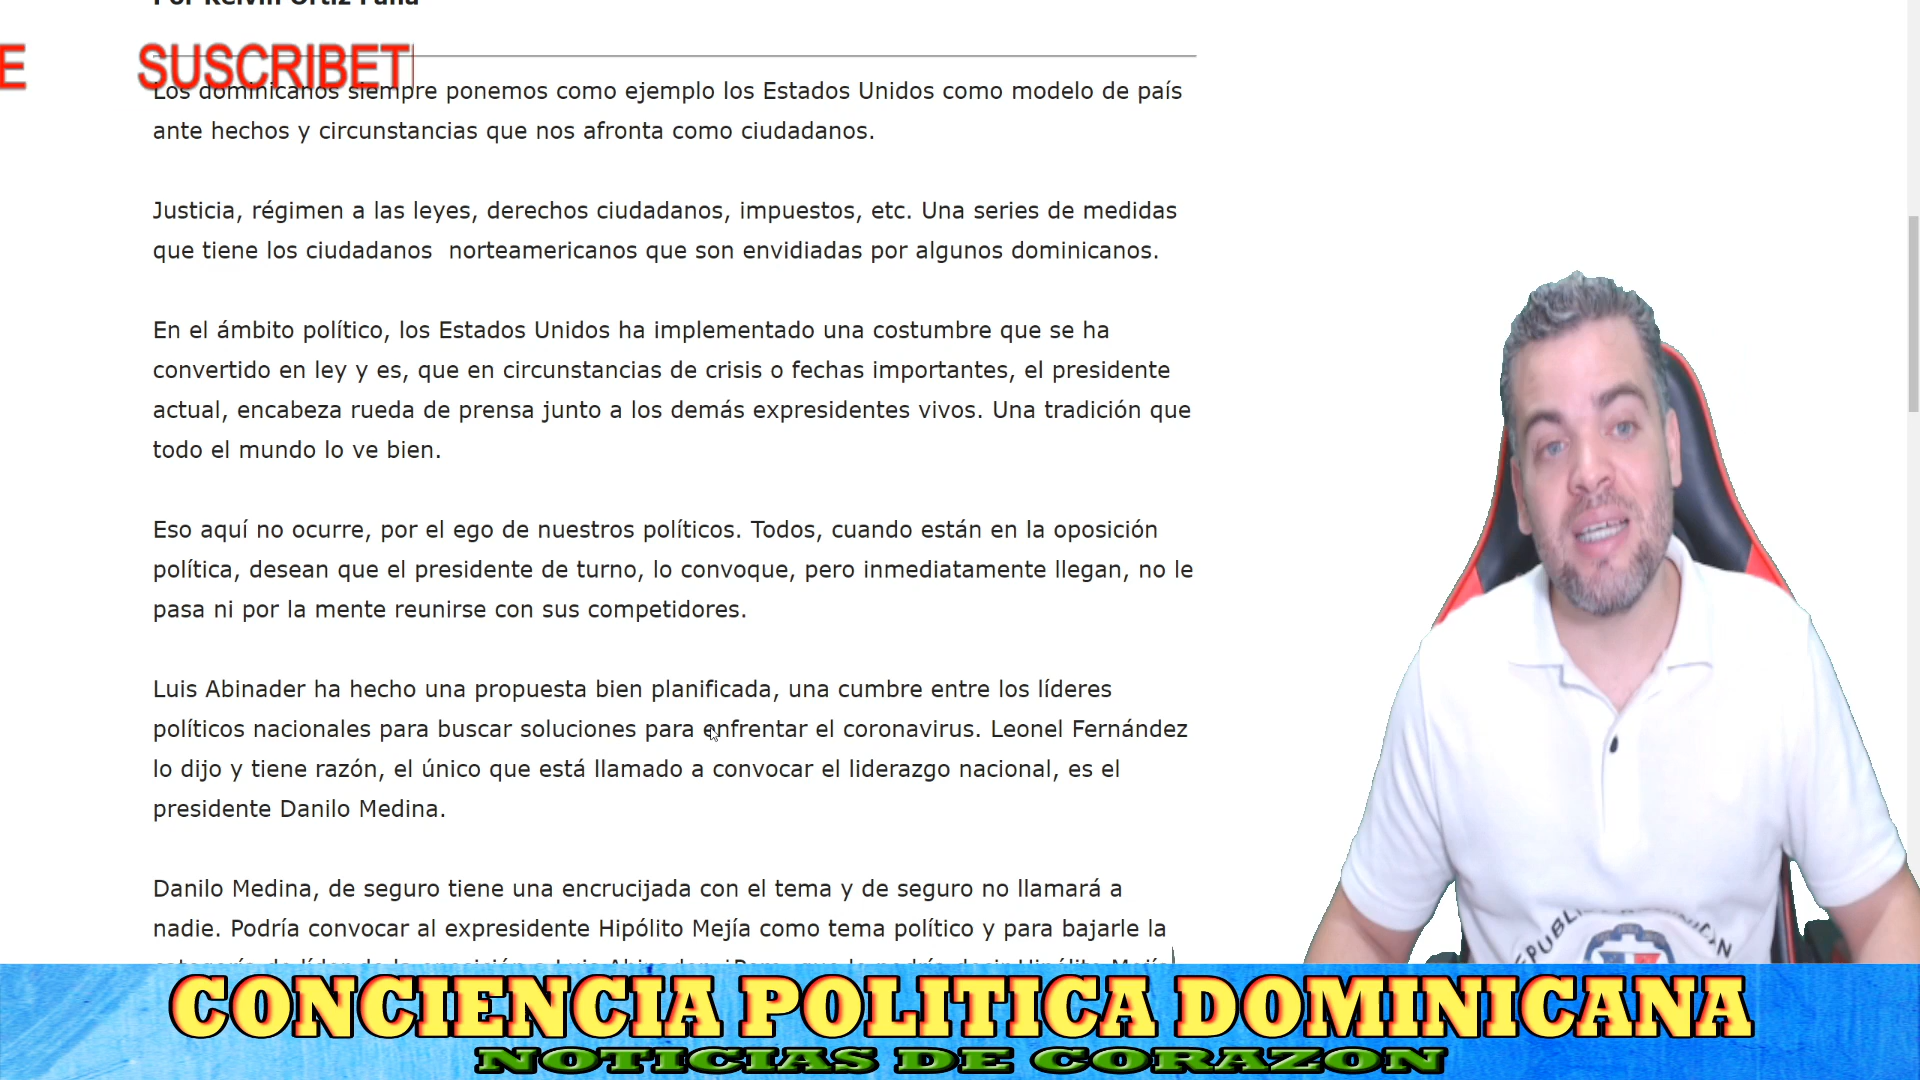 Por Kelvin Ortiz Faña
E SUSCRIBET
Los dominicanos siempre ponemos como ejemplo los Estados Unidos como modelo de país
ante hechos y circunstancias que nos afronta como ciudadanos.
Justicia, régimen a las leyes, derechos ciudadanos, impuestos, etc. Una series de medidas
que tiene los ciudadanos norteamericanos que son envidiadas por algunos dominicanos.
En el ámbito político, los Estados Unidos ha implementado una costumbre que se ha
convertido en ley y es, que en circunstancias de crisis o fechas importantes, el presidente
actual, encabeza rueda de prensa junto a los demás expresidentes vivos. Una tradición que
todo el mundo lo ve bien.
Eso aquí no ocurre, por el ego de nuestros políticos. Todos, cuando están en la oposición
política, desean que el presidente de turno, lo convoque, pero inmediatamente llegan, no le
pasa ni por la mente reunirse con sus competidores.
Luis Abinader ha hecho una propuesta bien planificada, una cumbre entre los líderes
políticos nacionales para buscar soluciones para enfrentar el coronavirus. Leonel Fernández
lo dijo y tiene razón, el único que está llamado a convocar el liderazgo nacional, es el
presidente Danilo Medina.
Danilo Medina, de seguro tiene una encrucijada con el tema y de seguro no llamará a
nadie. Podría convocar al expresidente Hipólito Mejía como tema político y para bajarle la
CONCIENCIA POLITICA DOMINICANA
NOTICIAS DE CORAZON